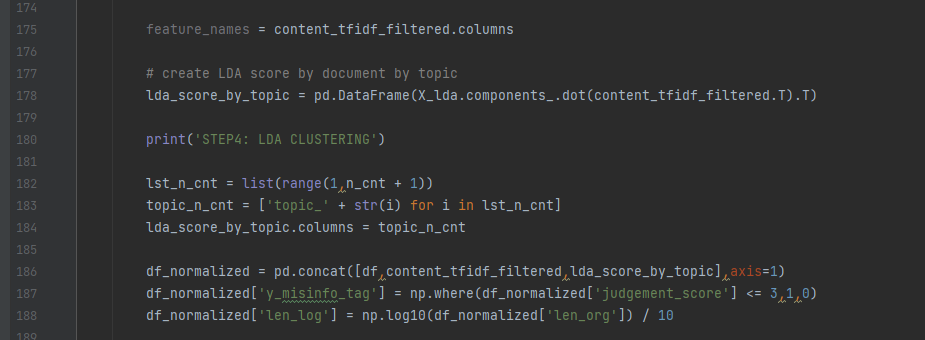 174
175 feature_names = content_tfidf_filtered.columns
176
177 # create LDA score by document by topic
178 lda_score_by_topic = pd.DataFrame(X_lda.components_.dot(content_tfidf_filtered.T).T)
179
180 print('STEP4: LDA CLUSTERING')
181
182 lst_n_cnt = list(range(1,n_cnt + 1))
183 topic_n_cnt = ['topic_' + str(i) for i in lst_n_cnt]
184 lda_score_by_topic.columns = topic_n_cnt
185
186 df_normalized = pd.concat([df,content_tfidf_filtered,lda_score_by_topic],axis=1)
187 df_normalized['y_misinfo_tag'] = np.where(df_normalized['judgement_score'] <= 3,1,0)
188 df_normalized['len_log'] = np.log10(df_normalized['len_org']) / 10
189